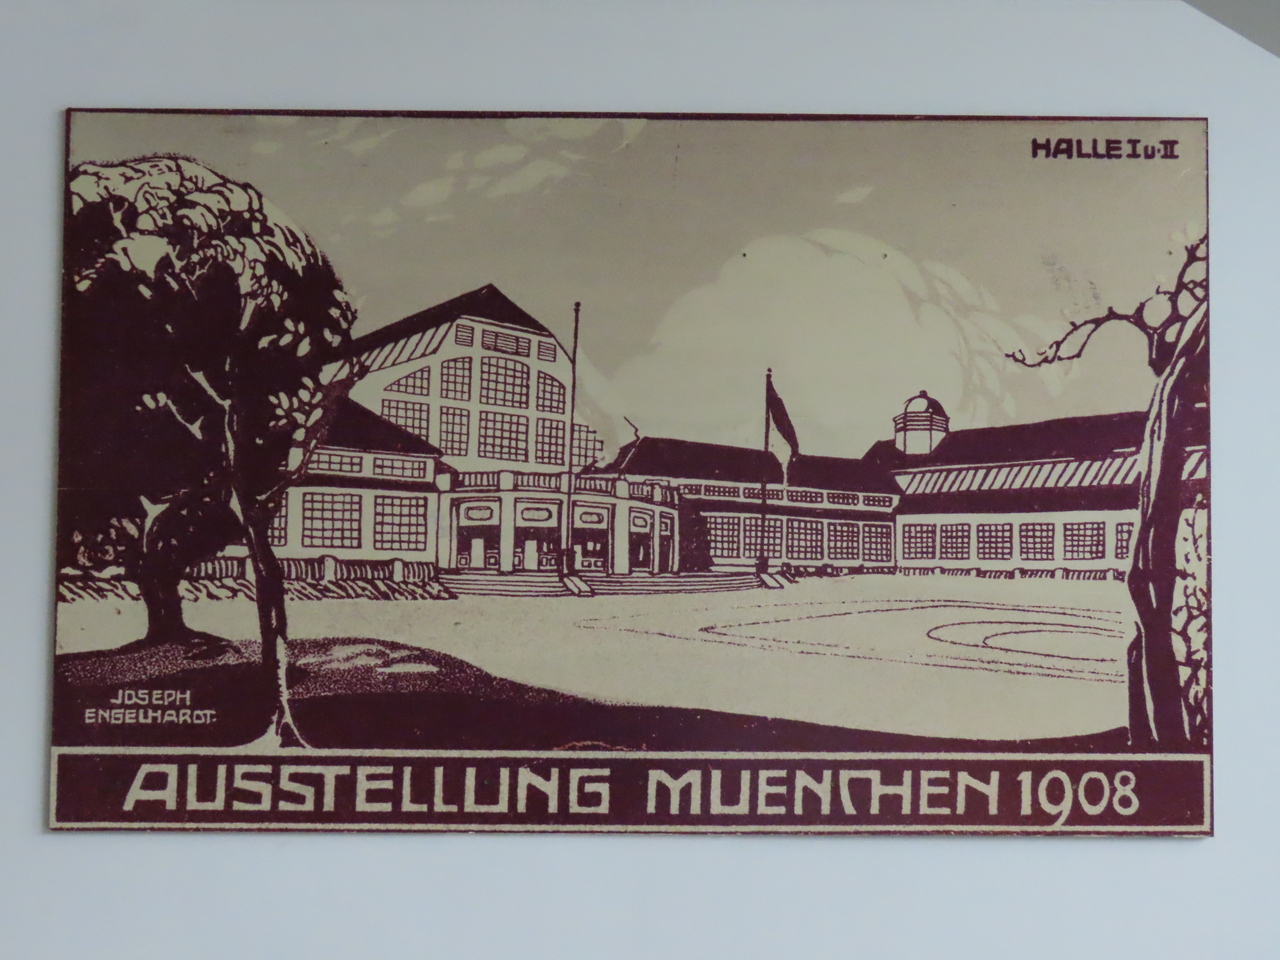 HALLE I u. II
JOSEPH
ENGELHARDT.
AUSSTELLUNG MUENCHEN 1908